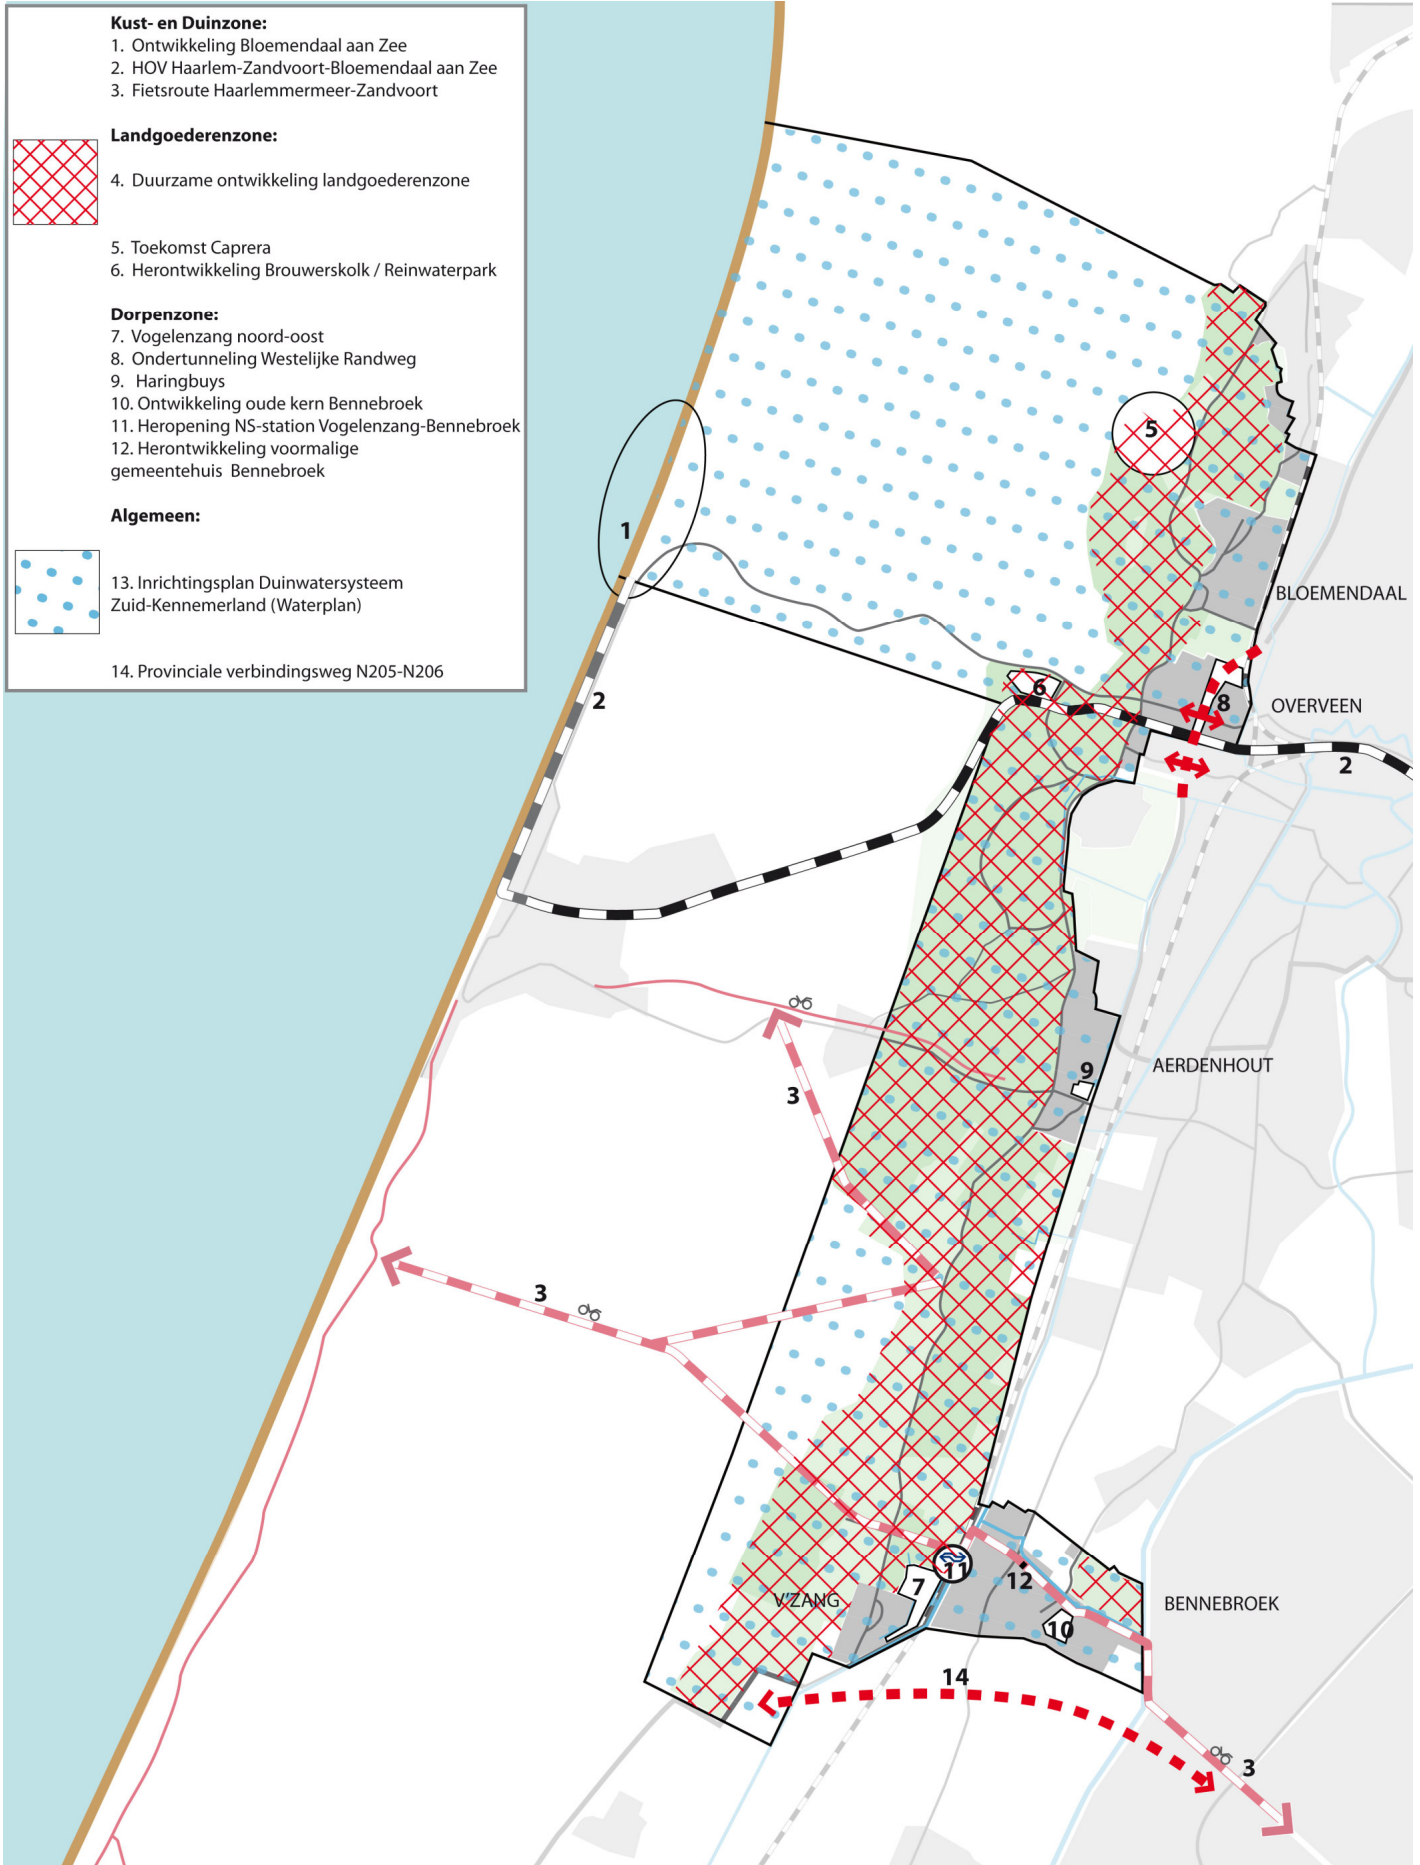 Kust- en Duinzone:
1. Ontwikkeling Bloemendaal aan Zee
2. HOV Haarlem-Zandvoort-Bloemendaal aan Zee
3. Fietsroute Haarlemmermeer-Zandvoort
Landgoederenzone:
4. Duurzame ontwikkeling landgoederenzone
5. Toekomst Caprera
6. Herontwikkeling Brouwerskolk / Reinwaterpark
Dorpenzone:
7. Vogelenzang noord-oost
8. Ondertunneling Westelijke Randweg
9. Haringbuys
10. Ontwikkeling oude kern Bennebroek
11. Heropening NS-station Vogelenzang-Bennebroek
12. Herontwikkeling voormalige
gemeentehuis Bennebroek
Algemeen:
13. Inrichtingsplan Duinwatersysteem
Zuid-Kennemerland (Waterplan)
14. Provinciale verbindingsweg N205-N206
5
1
BLOEMENDAAL
2
6
8
OVERVEEN
2
9
AERDENHOUT
3
3
11
7
12
V'ZANG
BENNEBROEK
10
14
3